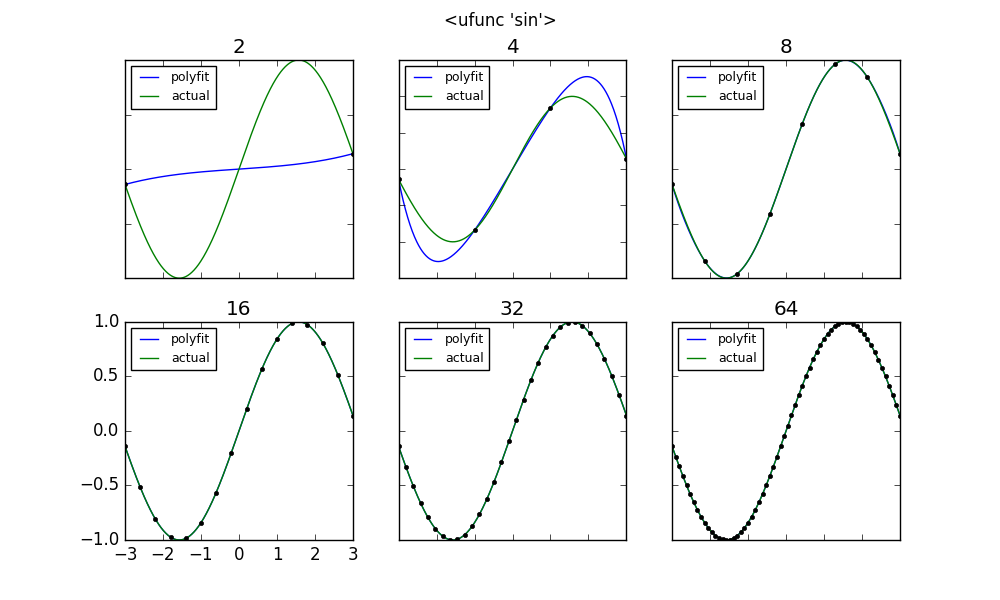 <ufunc 'sin'>
2
4
8
polyfit
actual
polyfit
actual
polyfit
actual
16
32
64
polyfit
actual
polyfit
actual
polyfit
actual
1.0
0.5
0.0
−0.5
−1.0
−3 −2 −1 0 1 2 3